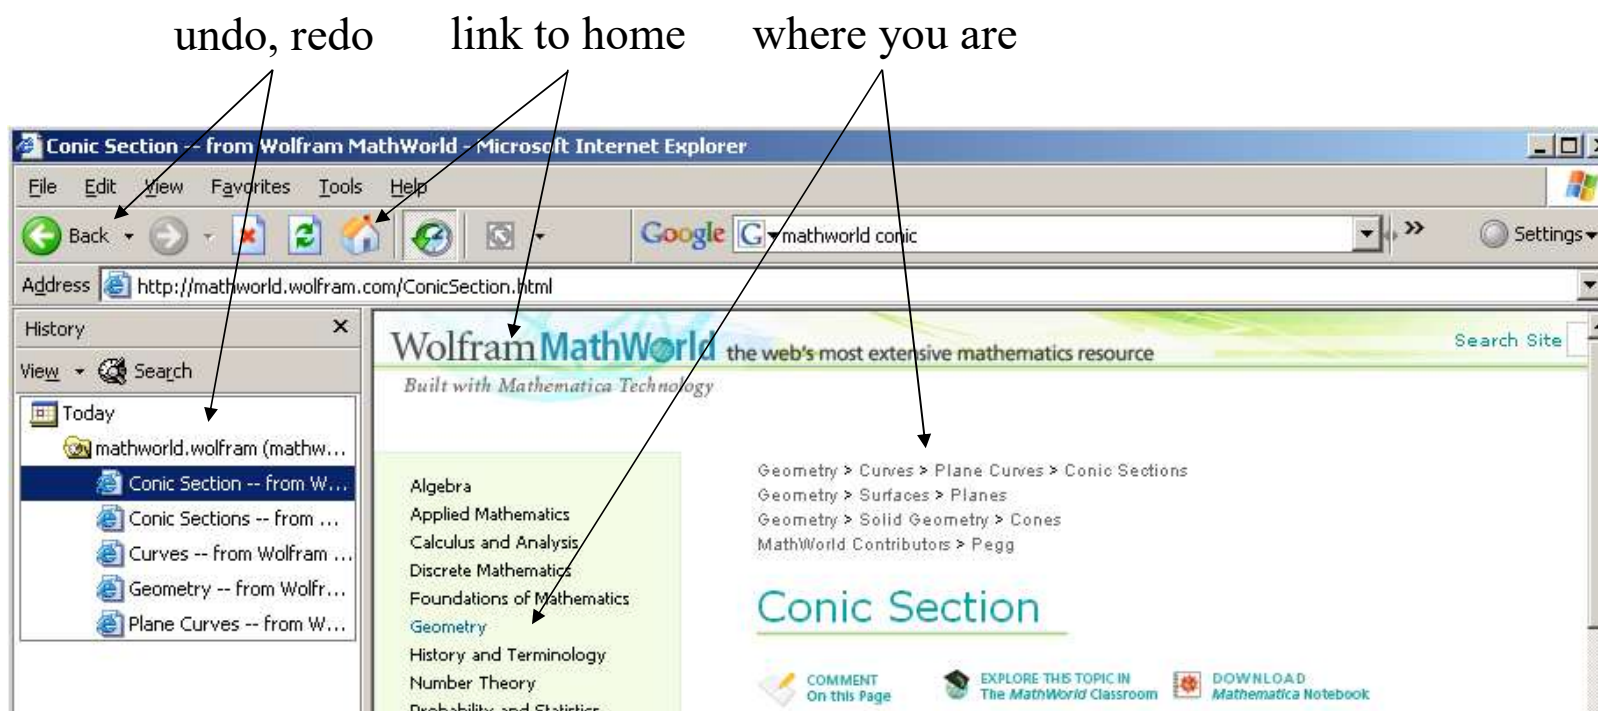 undo, redo link to home where you are
Conic Section -- from Wolfram MathWorld - Microsoft Internet Explorer
File Edit View Favorites Tools Help
Back Google G mathworld conic » Settings
Address http://mathworld.wolfram.com/ConicSection.html
History ×
View Search
Today
mathworld.wolfram (mathw...
Conic Section -- from W...
Conic Sections -- from ...
Curves -- from Wolfram ...
Geometry -- from Wolfr...
Plane Curves -- from W...
Wolfram MathWorld the web's most extensive mathematics resource
Search Site
Built with Mathematica Technology
Algebra
Applied Mathematics
Calculus and Analysis
Discrete Mathematics
Foundations of Mathematics
Geometry
History and Terminology
Number Theory
Probability and Statistics
Geometry > Curves > Plane Curves > Conic Sections
Geometry > Surfaces > Planes
Geometry > Solid Geometry > Cones
MathWorld Contributors > Pegg
Conic Section
COMMENT
On this Page
EXPLORE THIS TOPIC IN
The MathWorld Classroom
DOWNLOAD
Mathematica Notebook